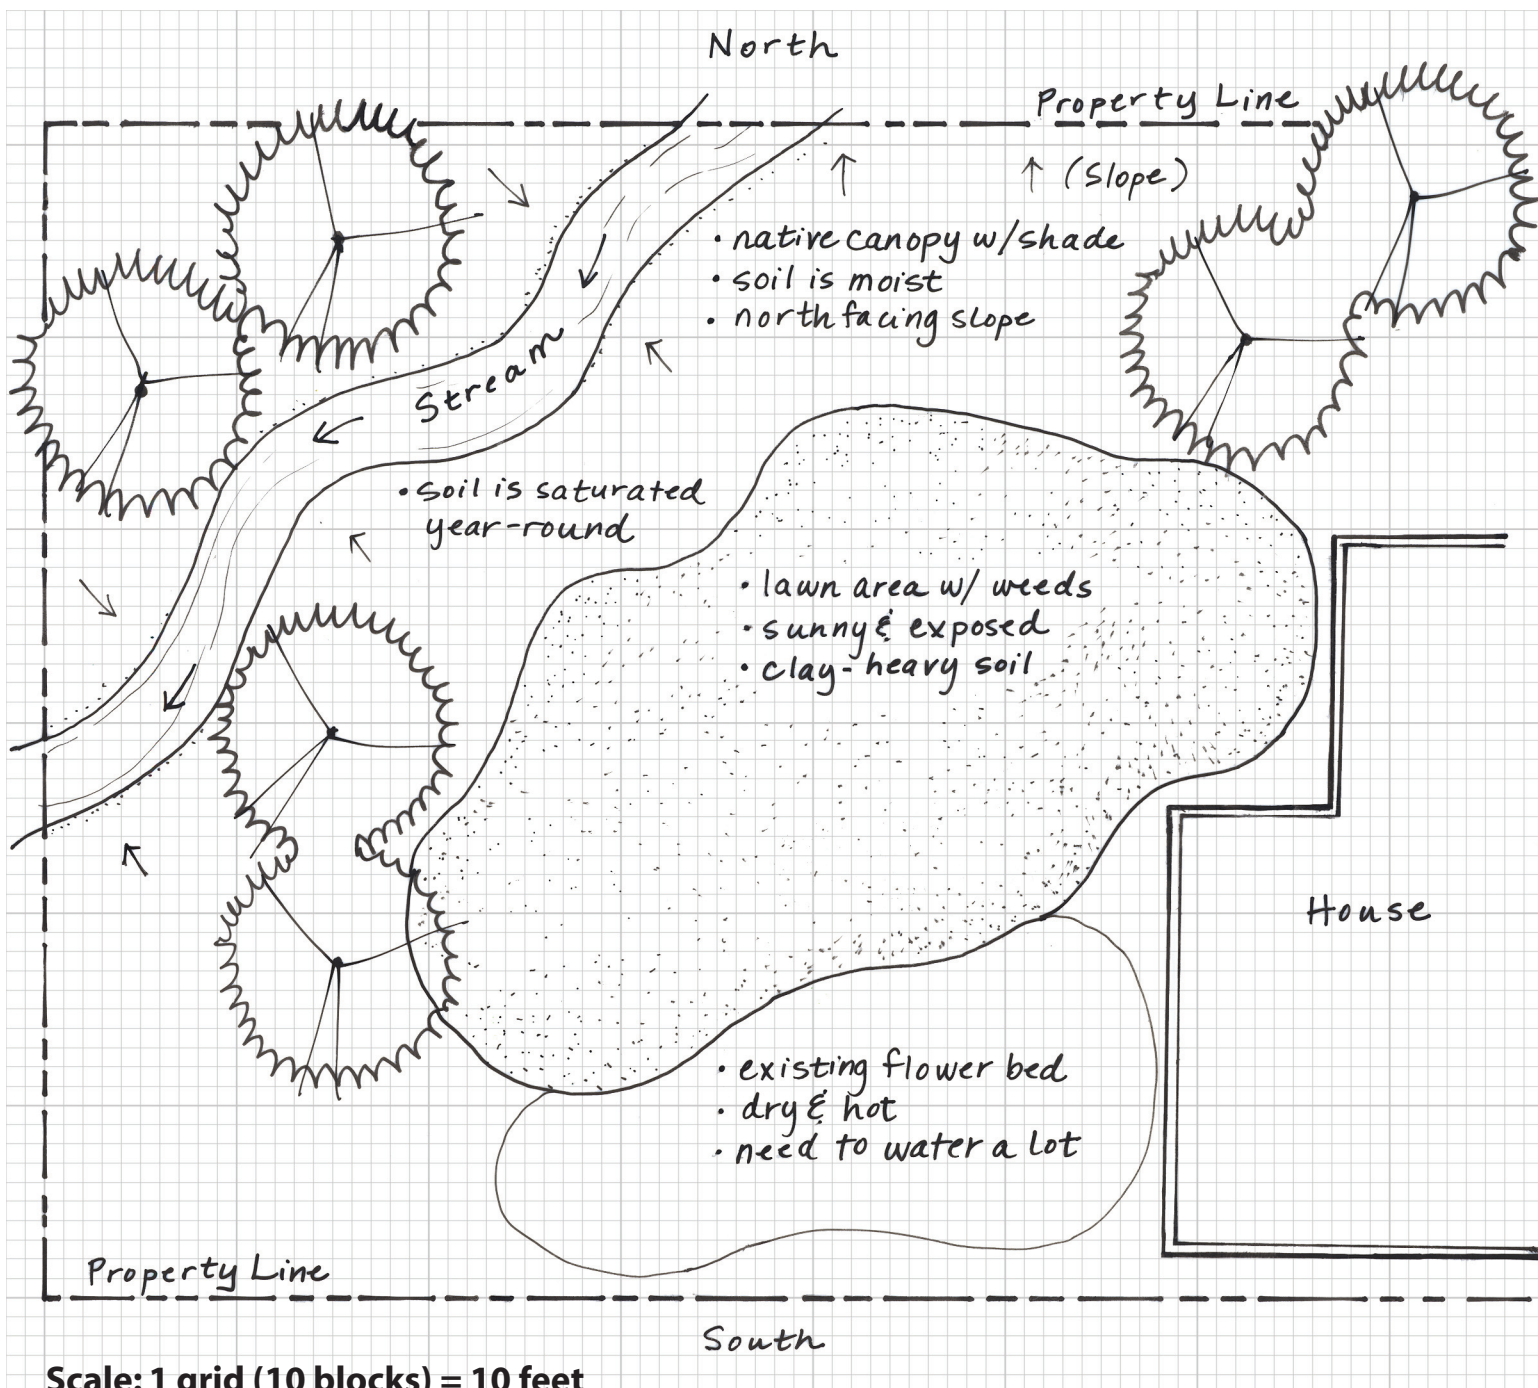 North
Property Line
↑ (Slope)
• native canopy w/shade
• soil is moist
• north facing slope
Stream
• Soil is saturated
year-round
• lawn area w/ weeds
• sunny & exposed
• clay-heavy soil
House
• existing flower bed
• dry & hot
• need to water a lot
Property Line
South
Scale: 1 grid (10 blocks) = 10 feet